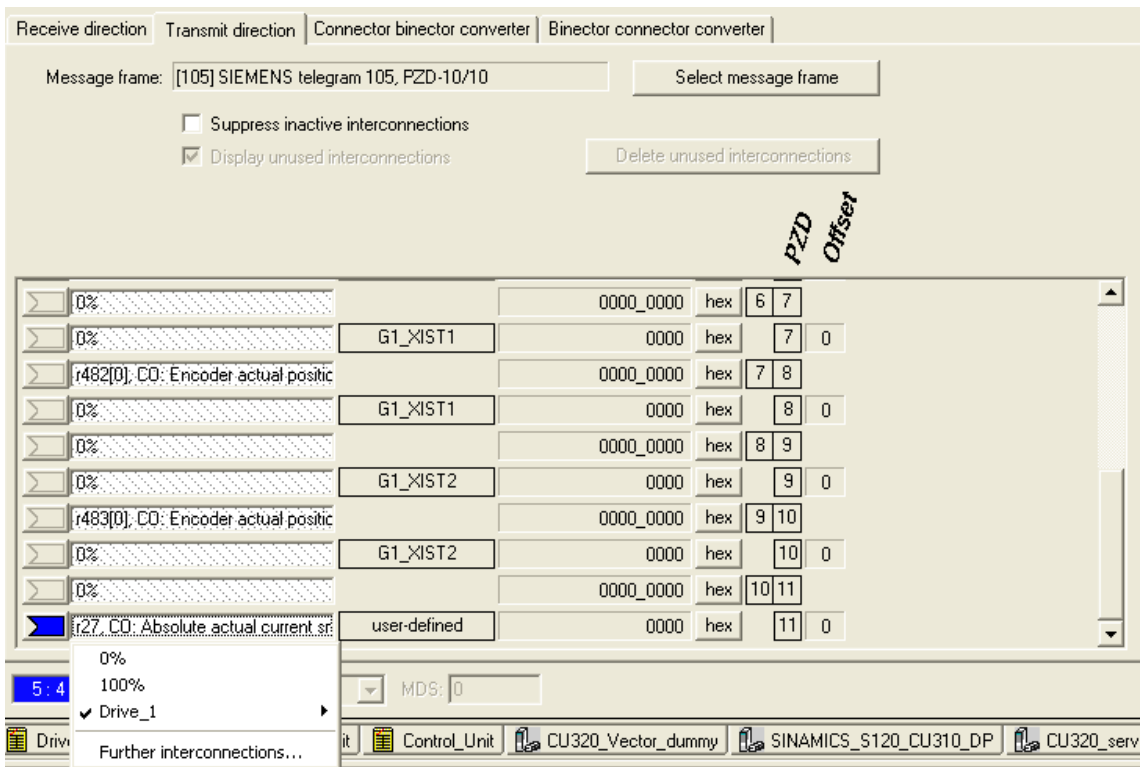 Receive direction Transmit direction Connector binector converter Binector connector converter
Message frame: [105] SIEMENS telegram 105, PZD-10/10 Select message frame
Suppress inactive interconnections
Display unused interconnections Delete unused interconnections
PZD Offset
0% 0000_0000 hex 6 7
0% G1_XIST1 0000 hex 7 0
r482[0], CO: Encoder actual positic 0000_0000 hex 7 8
0% G1_XIST1 0000 hex 8 0
0% 0000_0000 hex 8 9
0% G1_XIST2 0000 hex 9 0
r483[0], CO: Encoder actual positic 0000_0000 hex 9 10
0% G1_XIST2 0000 hex 10 0
0% 0000_0000 hex 10 11
r27, CO: Absolute actual current sr user-defined 0000 hex 11 0
0%
5:4 100% MDS: 0
Drive_1
Driv it Control_Unit CU320_Vector_dummy SINAMICS_S120_CU310_DP CU320_serv
Further interconnections...